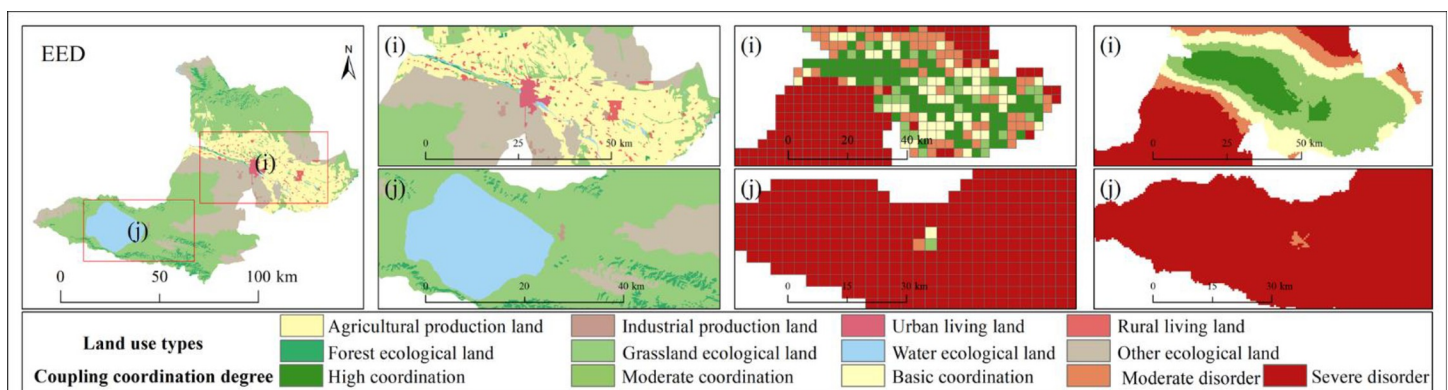 EED
N
(i)
(j)
0 50 100 km
(i)
0 25 50 km
(j)
0 20 40 km
(i)
0 20 40 km
(j)
0 15 30 km
(i)
0 25 50 km
(j)
0 15 30 km
Land use types
Agricultural production land Industrial production land Urban living land Rural living land
Forest ecological land Grassland ecological land Water ecological land Other ecological land
Coupling coordination degree High coordination Moderate coordination Basic coordination Moderate disorder Severe disorder